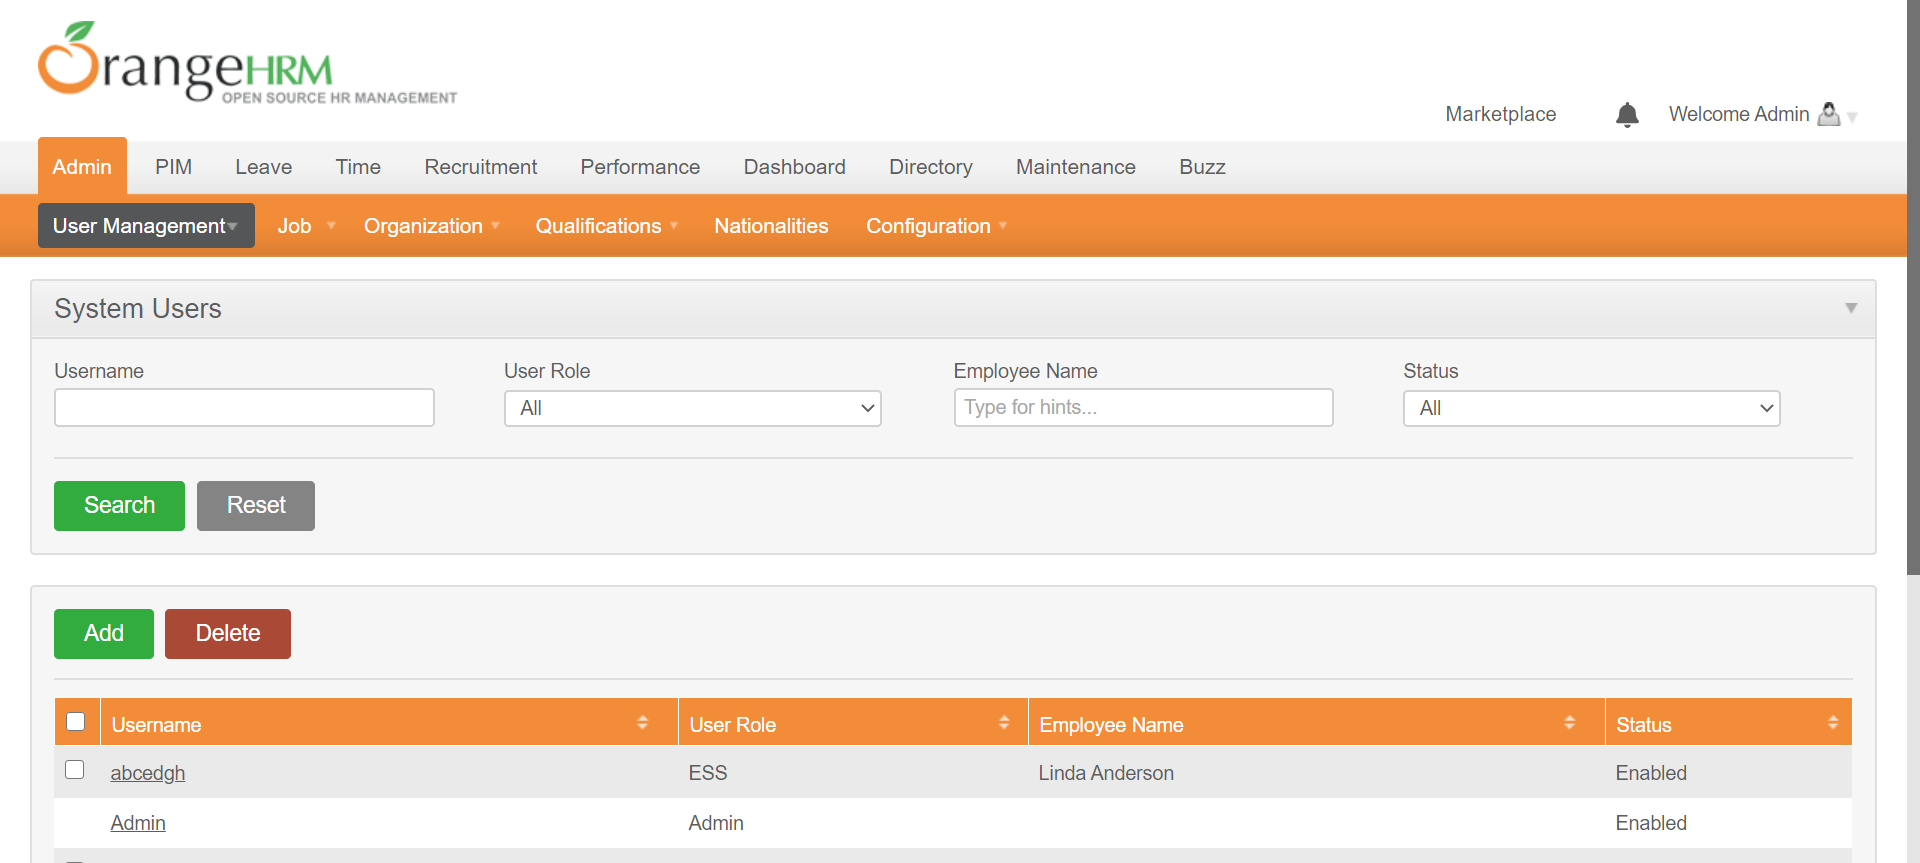 OrangeHRM
OPEN SOURCE HR MANAGEMENT
Marketplace Welcome Admin
Admin PIM Leave Time Recruitment Performance Dashboard Directory Maintenance Buzz
User Management Job Organization Qualifications Nationalities Configuration
System Users
Username User Role Employee Name Status
All Type for hints... All
Search Reset
Add Delete
Username User Role Employee Name Status
abcedgh ESS Linda Anderson Enabled
Admin Admin Enabled